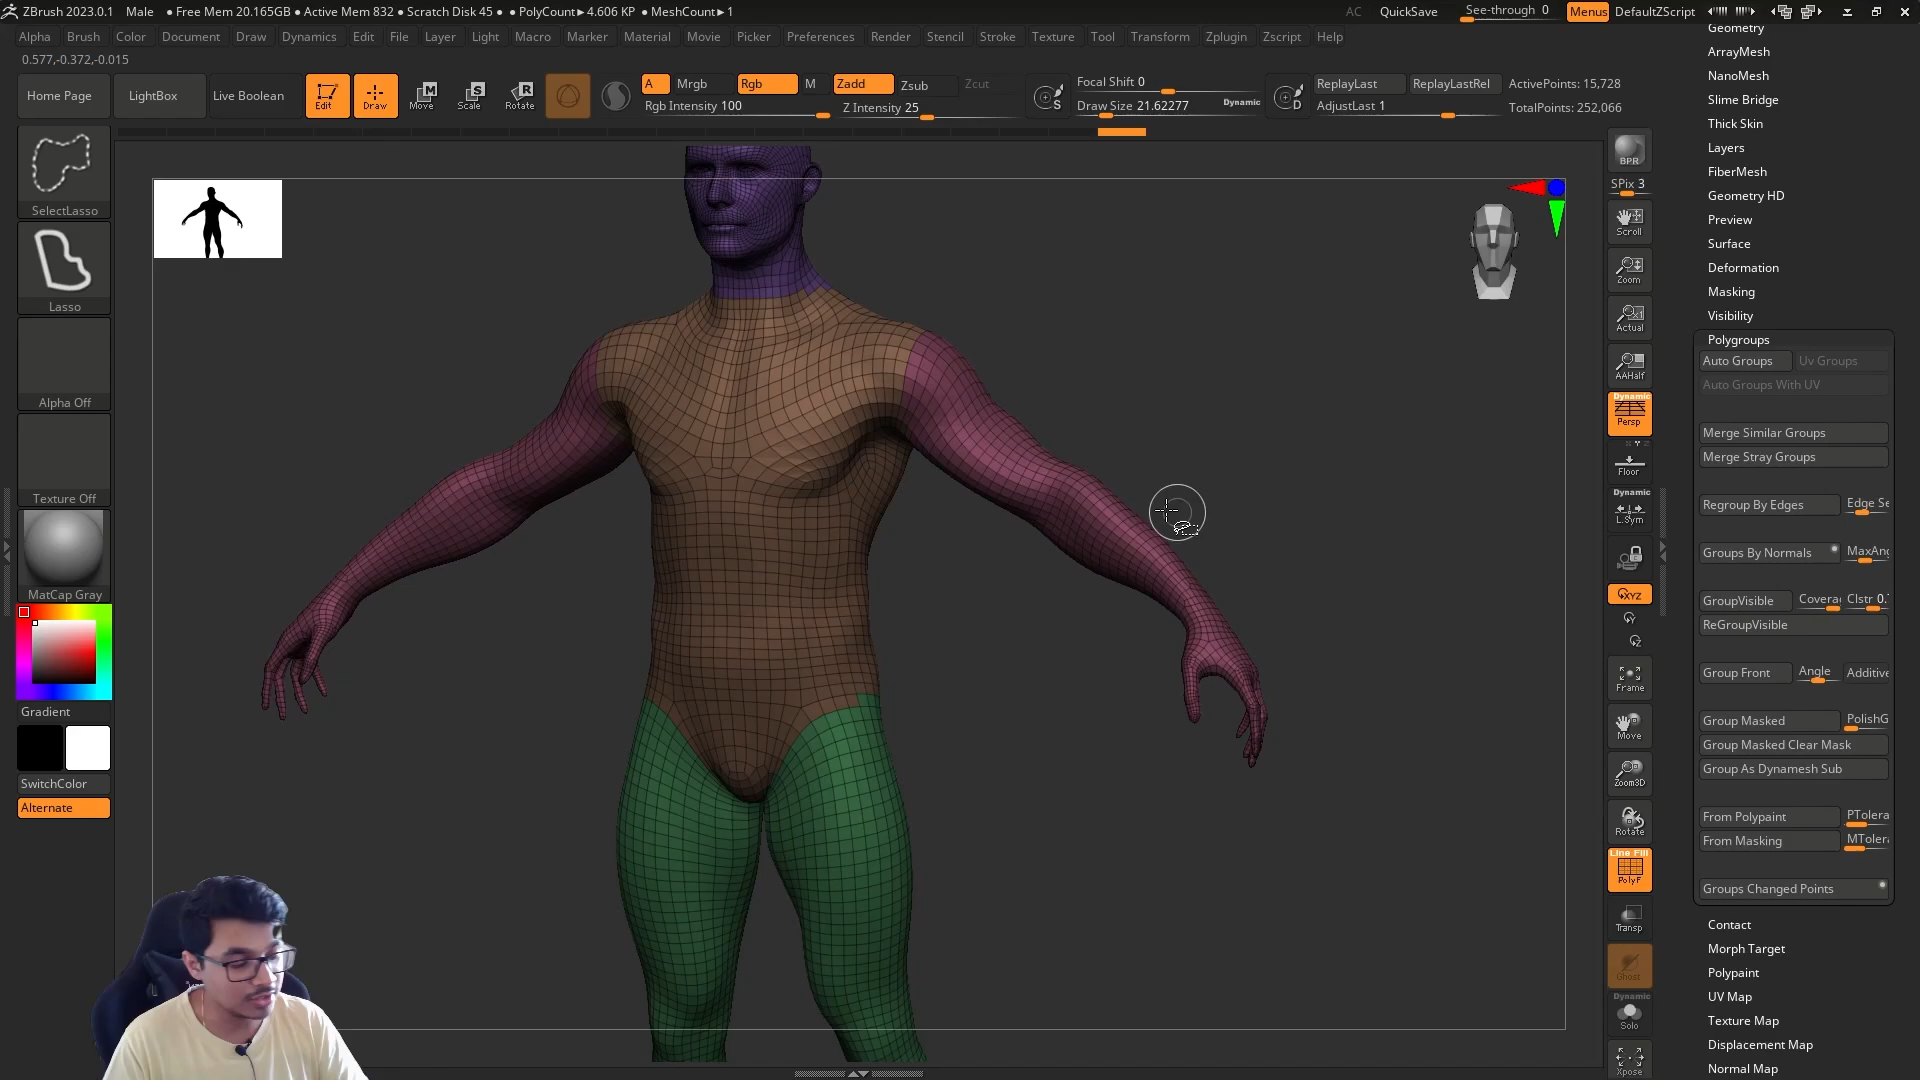 ZBrush 2023.0.1 Male • Free Mem 20.165GB • Active Mem 832 • Scratch Disk 45 • • PolyCount► 4.606 KP • MeshCount► 1 AC QuickSave See-through 0 Menus DefaultZScript
Alpha Brush Color Document Draw Dynamics Edit File Layer Light Macro Marker Material Movie Picker Preferences Render Stencil Stroke Texture Tool Transform Zplugin Zscript Help
0.577,-0.372,-0.015
Home Page LightBox Live Boolean Edit Draw Move Scale Rotate
A Mrgb Rgb M Zadd Zsub Zcut
Rgb Intensity 100 Z Intensity 25
Focal Shift 0
Draw Size 21.62277 Dynamic
ReplayLast ReplayLastRel
AdjustLast 1
ActivePoints: 15,728
TotalPoints: 252,066
SelectLasso
Lasso
Alpha Off
Texture Off
MatCap Gray
Gradient
SwitchColor
Alternate
BPR
SPix 3
Scroll
Zoom
Actual
AAHalf
Dynamic
Persp
Floor
Dynamic
L.Sym
XYZ
Y
Z
Frame
Move
Zoom3D
Rotate
Line Fill
PolyF
Transp
Ghost
Dynamic
Solo
Xpose
Geometry
ArrayMesh
NanoMesh
Slime Bridge
Thick Skin
Layers
FiberMesh
Geometry HD
Preview
Surface
Deformation
Masking
Visibility
Polygroups
Auto Groups Uv Groups
Auto Groups With UV
Merge Similar Groups
Merge Stray Groups
Regroup By Edges Edge Se
Groups By Normals MaxAng
GroupVisible Covera Clstr 0.
ReGroupVisible
Group Front Angle Additive
Group Masked PolishG
Group Masked Clear Mask
Group As Dynamesh Sub
From Polypaint PTolera
From Masking MTolera
Groups Changed Points
Contact
Morph Target
Polypaint
UV Map
Texture Map
Displacement Map
Normal Map